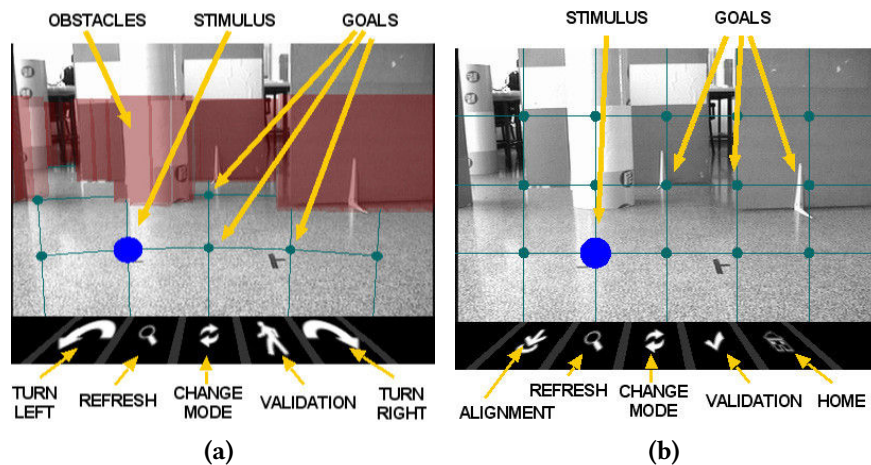 OBSTACLES STIMULUS GOALS
TURN
LEFT
REFRESH
CHANGE
MODE
VALIDATION
TURN
RIGHT
(a)
STIMULUS GOALS
ALIGNMENT
REFRESH
CHANGE
MODE
VALIDATION
HOME
(b)